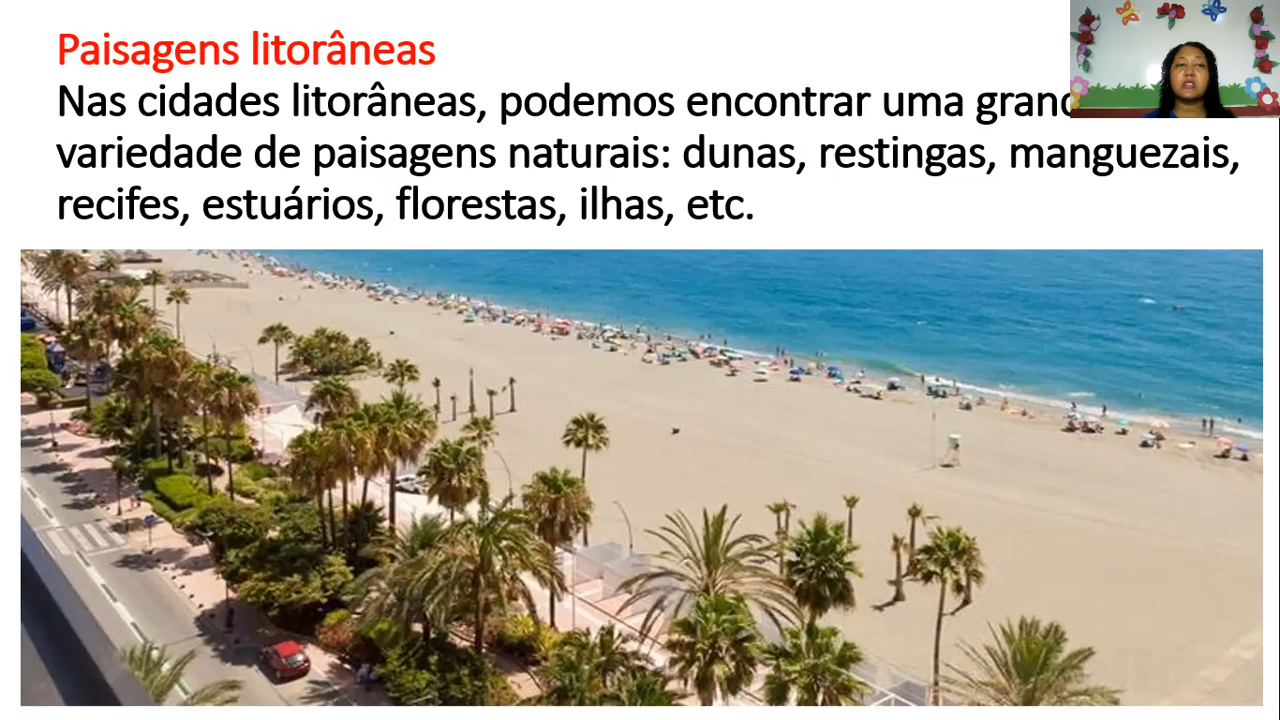 Paisagens litorâneas
Nas cidades litorâneas, podemos encontrar uma
variedade de paisagens naturais: dunas, restingas, manguezais,
recifes, estuários, florestas, ilhas, etc.